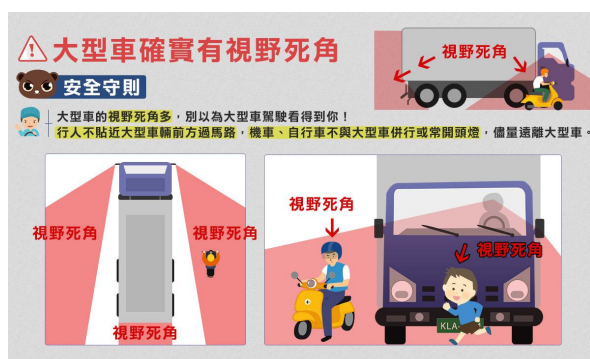 大型車確實有視野死角
視野死角
安全守則
大型車的視野死角多，別以為大型車駕駛看得到你！
行人不貼近大型車輛前方過馬路，機車、自行車不與大型車併行或常開頭燈，儘量遠離大型車。
視野死角
視野死角
視野死角
視野死角
視野死角
KLA